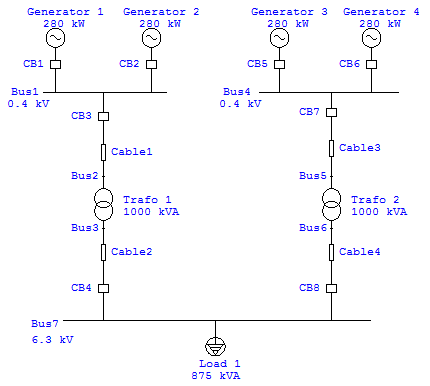 Generator 1 Generator 2 Generator 3 Generator 4
280 kW 280 kW 280 kW 280 kW
CB1 CB2 CB5 CB6
Bus1 Bus4
0.4 kV 0.4 kV
CB3 CB7
Cable1 Cable3
Bus2 Bus5
Trafo 1 Trafo 2
1000 kVA 1000 kVA
Bus3 Bus6
Cable2 Cable4
CB4 CB8
Bus7
6.3 kV
Load 1
875 kVA